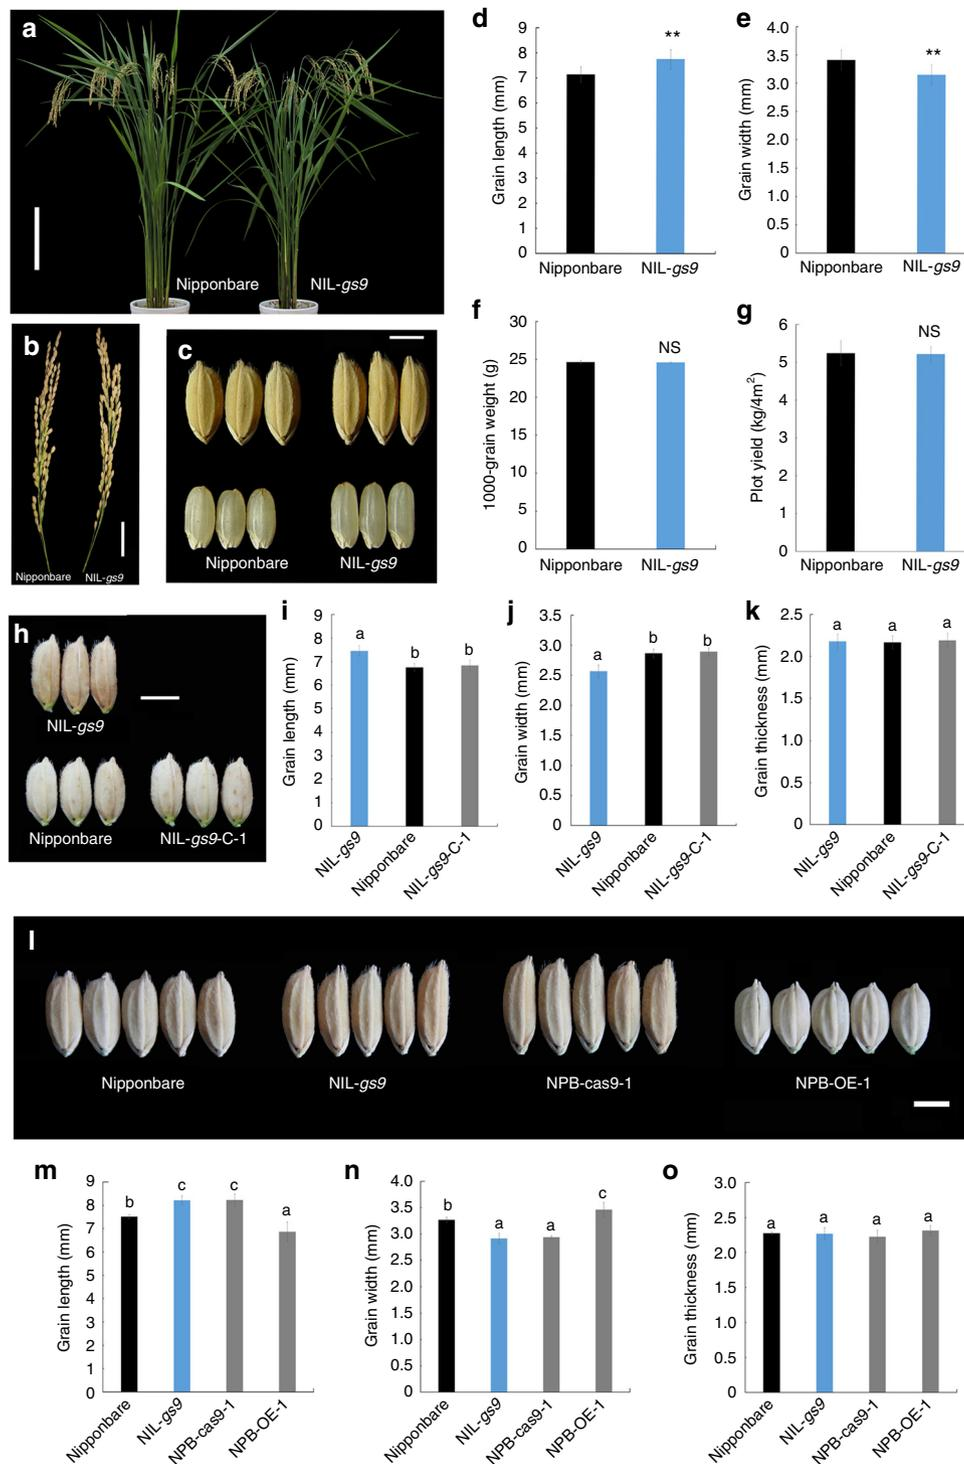 a
Nipponbare NIL-gs9
b
Nipponbare NIL-gs9
c
Nipponbare NIL-gs9
d
Grain length (mm)
9
8
7
6
5
4
3
2
1
0
**
Nipponbare NIL-gs9
e
Grain width (mm)
4.0
3.5
3.0
2.5
2.0
1.5
1.0
0.5
0
**
Nipponbare NIL-gs9
f
1000-grain weight (g)
30
25
20
15
10
5
0
NS
Nipponbare NIL-gs9
g
Plot yield (kg/4m²)
6
5
4
3
2
1
0
NS
Nipponbare NIL-gs9
h
NIL-gs9
Nipponbare NIL-gs9-C-1
i
Grain length (mm)
9
8
7
6
5
4
3
2
1
0
a b b
NIL-gs9 Nipponbare NIL-gs9-C-1
j
Grain width (mm)
3.5
3.0
2.5
2.0
1.5
1.0
0.5
0
a b b
NIL-gs9 Nipponbare NIL-gs9-C-1
k
Grain thickness (mm)
2.5
2.0
1.5
1.0
0.5
0
a a a
NIL-gs9 Nipponbare NIL-gs9-C-1
l
Nipponbare NIL-gs9 NPB-cas9-1 NPB-OE-1
m
Grain length (mm)
9
8
7
6
5
4
3
2
1
0
b c c a
Nipponbare NIL-gs9 NPB-cas9-1 NPB-OE-1
n
Grain width (mm)
4.0
3.5
3.0
2.5
2.0
1.5
1.0
0.5
0
b a a c
Nipponbare NIL-gs9 NPB-cas9-1 NPB-OE-1
o
Grain thickness (mm)
3.0
2.5
2.0
1.5
1.0
0.5
0
a a a a
Nipponbare NIL-gs9 NPB-cas9-1 NPB-OE-1